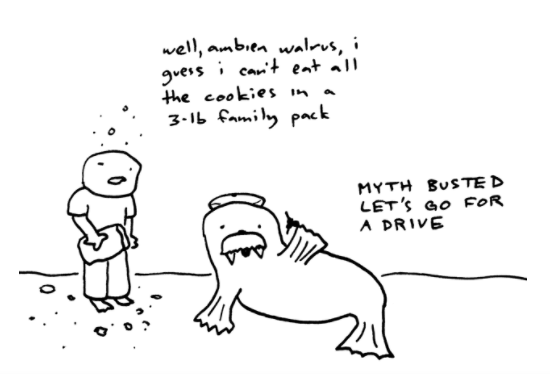 well, ambien walrus, i
guess i can't eat all
the cookies in a
3-lb family pack
MYTH BUSTED
LET'S GO FOR
A DRIVE